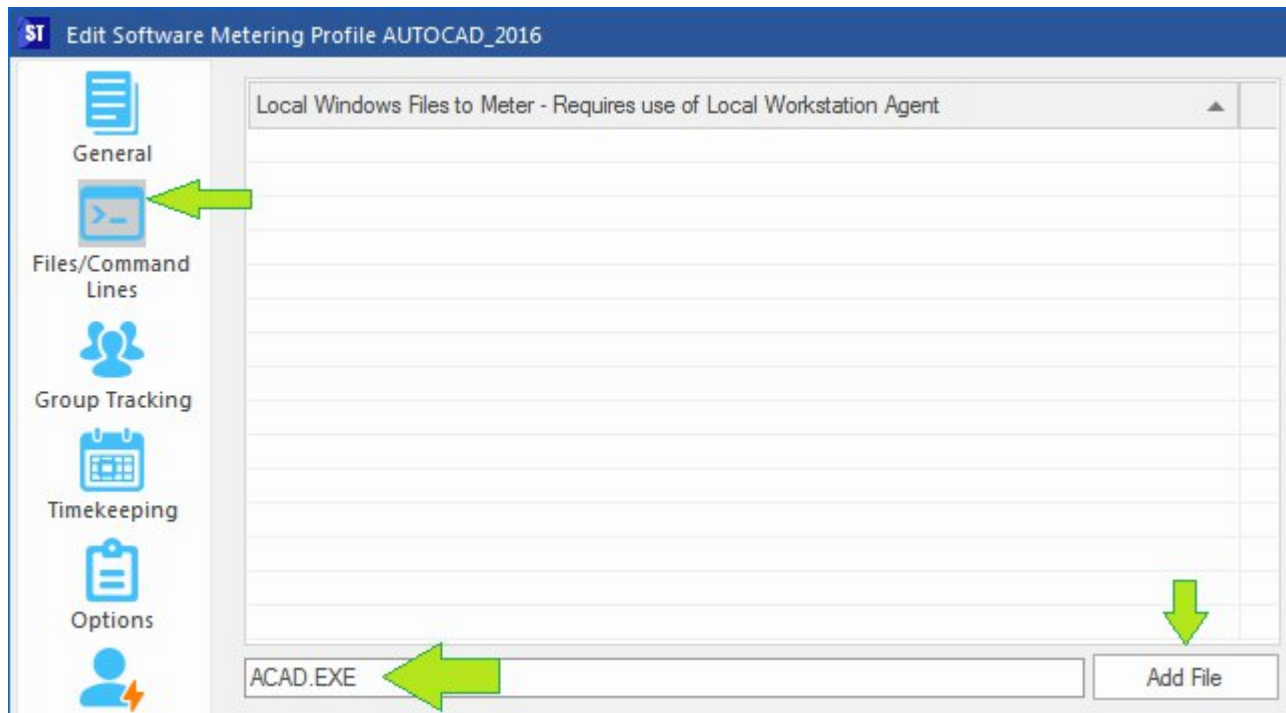 ST Edit Software Metering Profile AUTOCAD_2016
General
Files/Command
Lines
Group Tracking
Timekeeping
Options
Local Windows Files to Meter - Requires use of Local Workstation Agent
ACAD.EXE
Add File